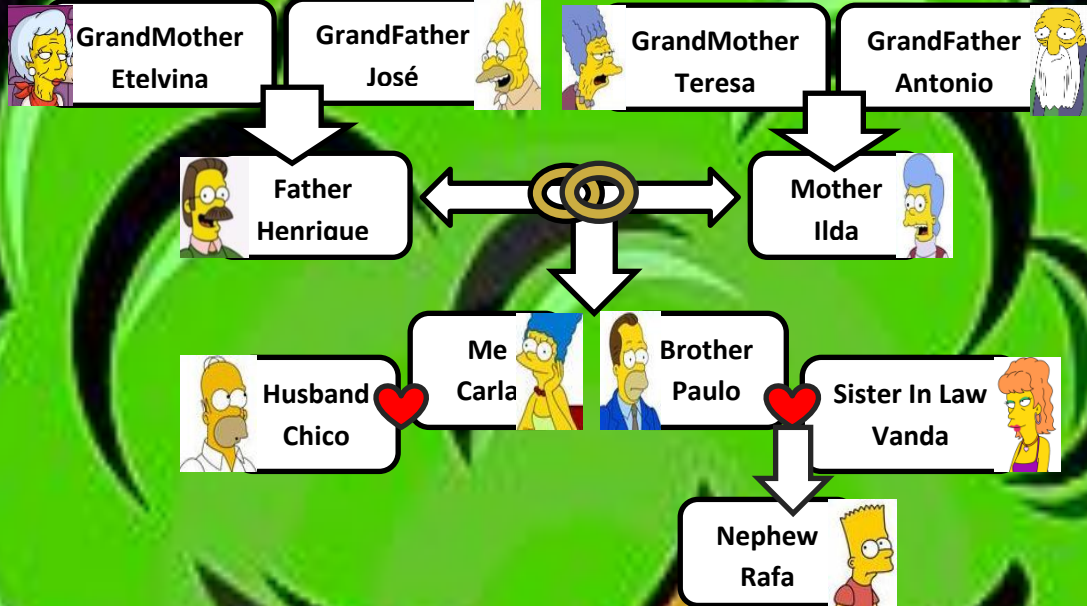 GrandMother
Etelvina
GrandFather
José
GrandMother
Teresa
GrandFather
Antonio
Father
Henrique
Mother
Ilda
Me
Carla
Brother
Paulo
Husband
Chico
Sister In Law
Vanda
Nephew
Rafa